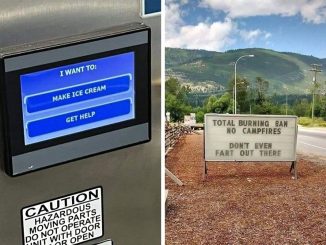 I WANT TO:
MAKE ICE CREAM
GET HELP
CAUTION
HAZARDOUS
MOVING PARTS
DO NOT OPERATE
UNIT WITH DOOR
OR OPEN
TOTAL BURNING BAN
NO CAMPFIRES
DON'T EVEN
FART OUT THERE